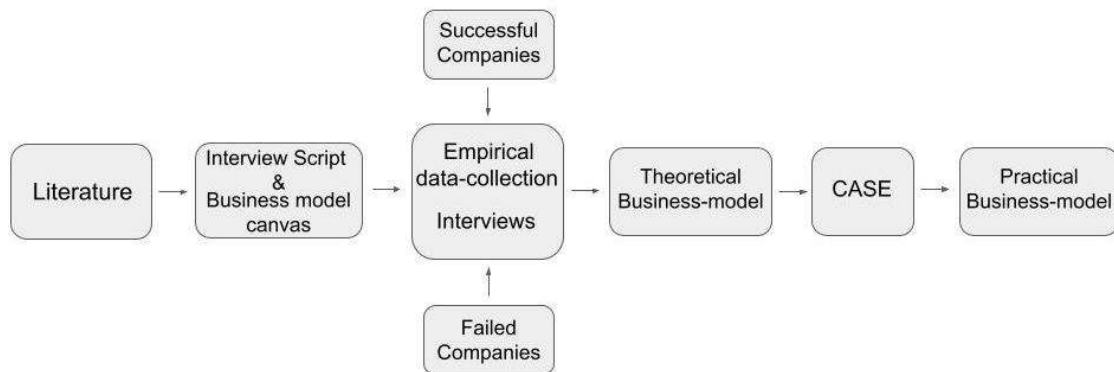 Successful
Companies
Literature
Interview Script
&
Business model
canvas
Empirical
data-collection
Interviews
Theoretical
Business-model
CASE
Practical
Business-model
Failed
Companies